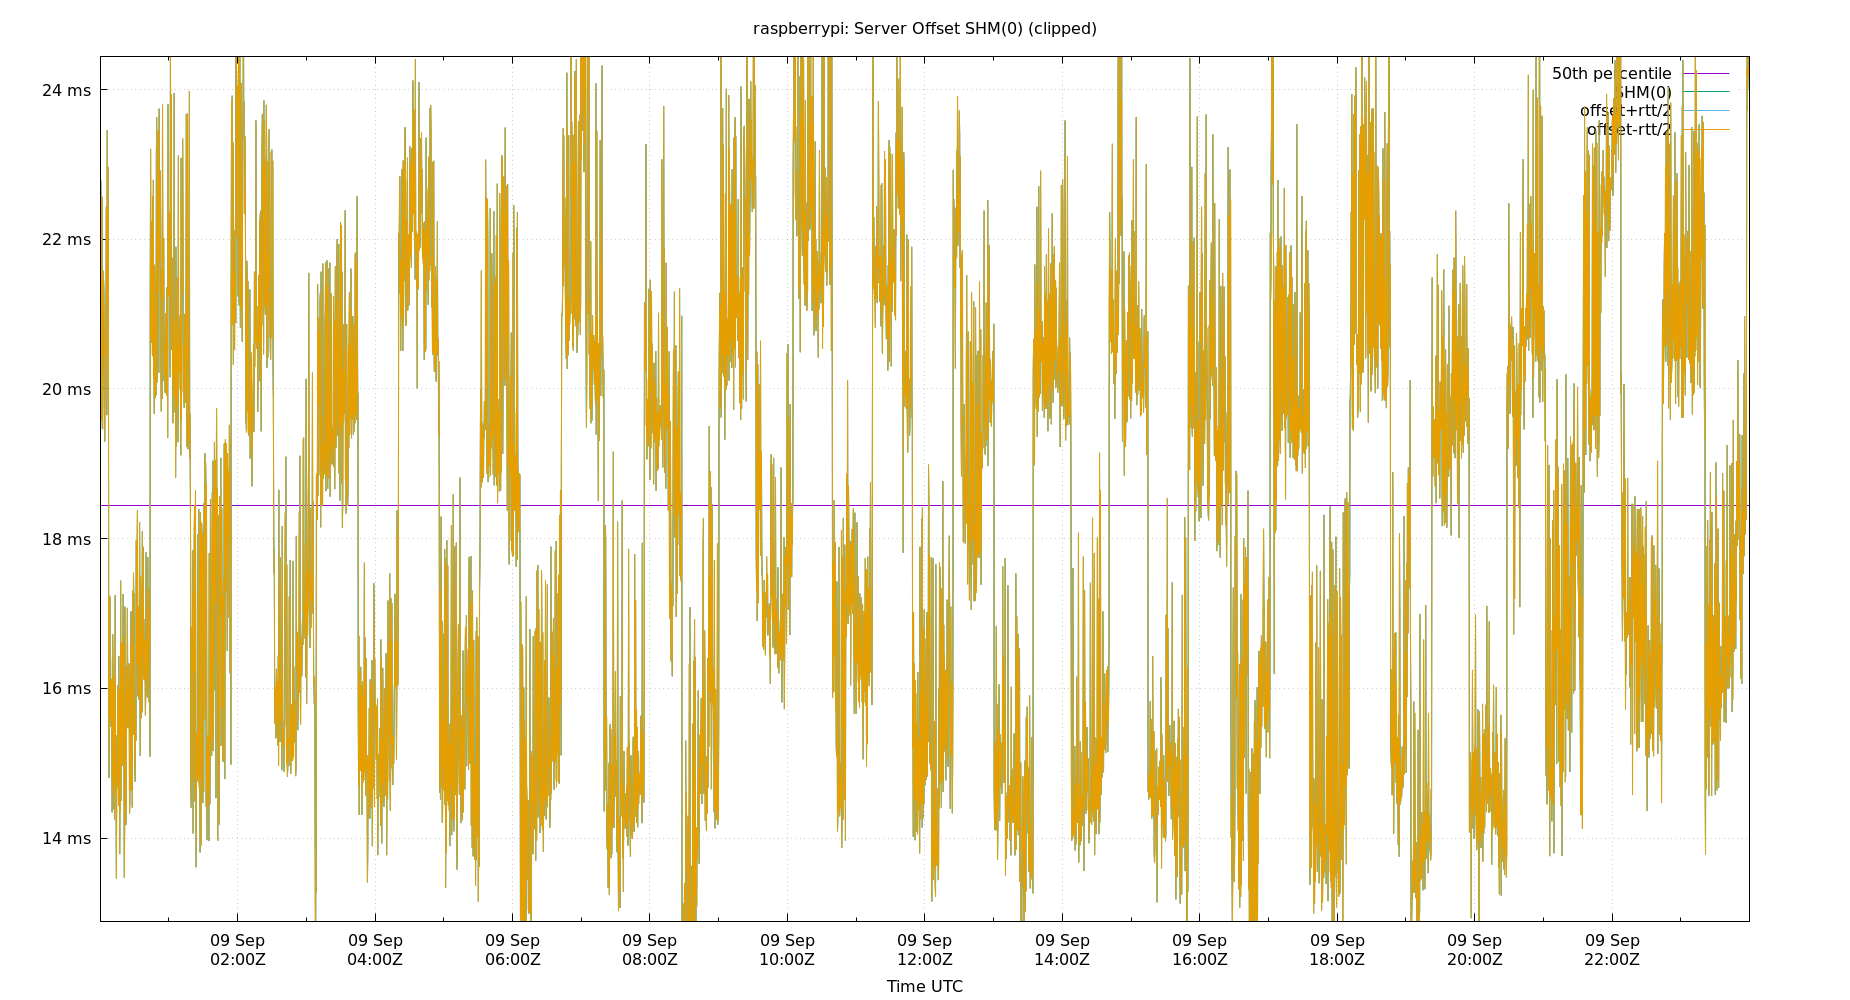 raspberrypi: Server Offset SHM(0) (clipped)
24 ms
22 ms
20 ms
18 ms
16 ms
14 ms
50th percentile
SHM(0)
offset+rtt/2
offset-rtt/2
09 Sep 02:00Z
09 Sep 04:00Z
09 Sep 06:00Z
09 Sep 08:00Z
09 Sep 10:00Z
09 Sep 12:00Z
09 Sep 14:00Z
09 Sep 16:00Z
09 Sep 18:00Z
09 Sep 20:00Z
09 Sep 22:00Z
Time UTC